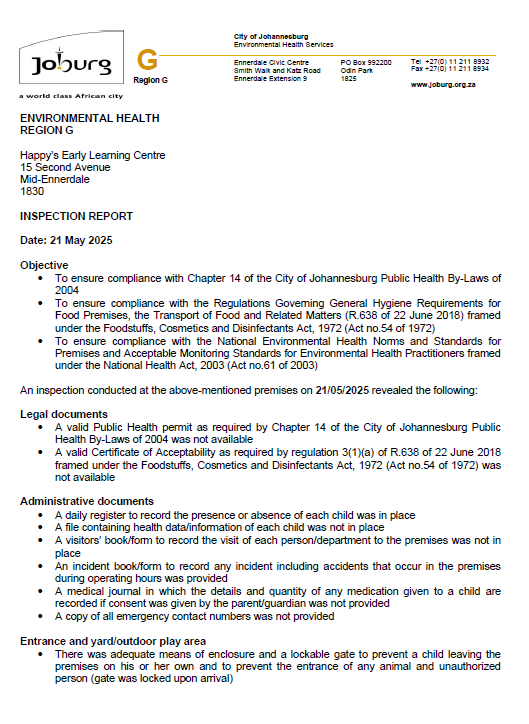 Joburg
a world class African city
G
Region G
City of Johannesburg
Environmental Health Services
Ennerdale Civic Centre
Smith Walk and Katz Road
Ennerdale Extension 9
PO Box 992200
Odin Park
1825
Tel +27(0) 11 211 8932
Fax +27(0) 11 211 8934
www.joburg.org.za
ENVIRONMENTAL HEALTH
REGION G
Happy's Early Learning Centre
15 Second Avenue
Mid-Ennerdale
1830
INSPECTION REPORT
Date: 21 May 2025
Objective
• To ensure compliance with Chapter 14 of the City of Johannesburg Public Health By-Laws of
2004
• To ensure compliance with the Regulations Governing General Hygiene Requirements for
Food Premises, the Transport of Food and Related Matters (R.638 of 22 June 2018) framed
under the Foodstuffs, Cosmetics and Disinfectants Act, 1972 (Act no.54 of 1972)
• To ensure compliance with the National Environmental Health Norms and Standards for
Premises and Acceptable Monitoring Standards for Environmental Health Practitioners framed
under the National Health Act, 2003 (Act no.61 of 2003)
An inspection conducted at the above-mentioned premises on 21/05/2025 revealed the following:
Legal documents
• A valid Public Health permit as required by Chapter 14 of the City of Johannesburg Public
Health By-Laws of 2004 was not available
• A valid Certificate of Acceptability as required by regulation 3(1)(a) of R.638 of 22 June 2018
framed under the Foodstuffs, Cosmetics and Disinfectants Act, 1972 (Act no.54 of 1972) was
not available
Administrative documents
• A daily register to record the presence or absence of each child was in place
• A file containing health data/information of each child was not in place
• A visitors' book/form to record the visit of each person/department to the premises was not in
place
• An incident book/form to record any incident including accidents that occur in the premises
during operating hours was provided
• A medical journal in which the details and quantity of any medication given to a child are
recorded if consent was given by the parent/guardian was not provided
• A copy of all emergency contact numbers was not provided
Entrance and yard/outdoor play area
• There was adequate means of enclosure and a lockable gate to prevent a child leaving the
premises on his or her own and to prevent the entrance of any animal and unauthorized
person (gate was locked upon arrival)